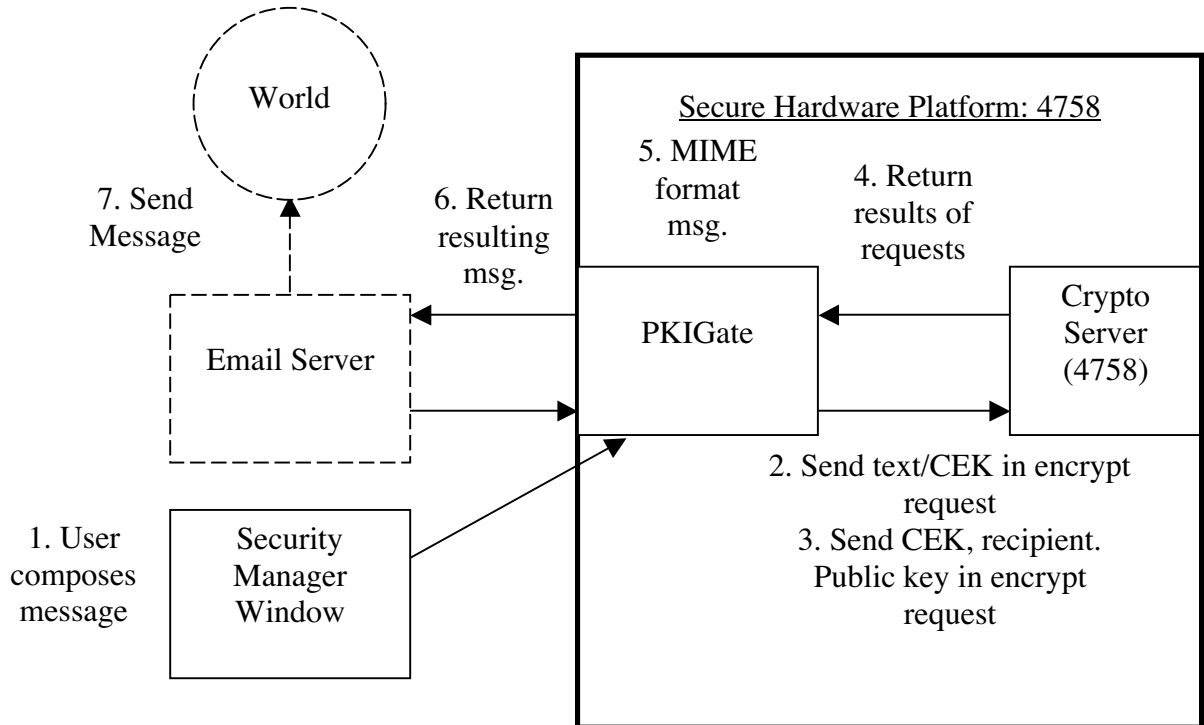 World
Secure Hardware Platform: 4758
7. Send
Message
6. Return
resulting
msg.
5. MIME
format
msg.
4. Return
results of
requests
Email Server
PKIGate
Crypto
Server
(4758)
2. Send text/CEK in encrypt
request
3. Send CEK, recipient.
Public key in encrypt
request
1. User
composes
message
Security
Manager
Window